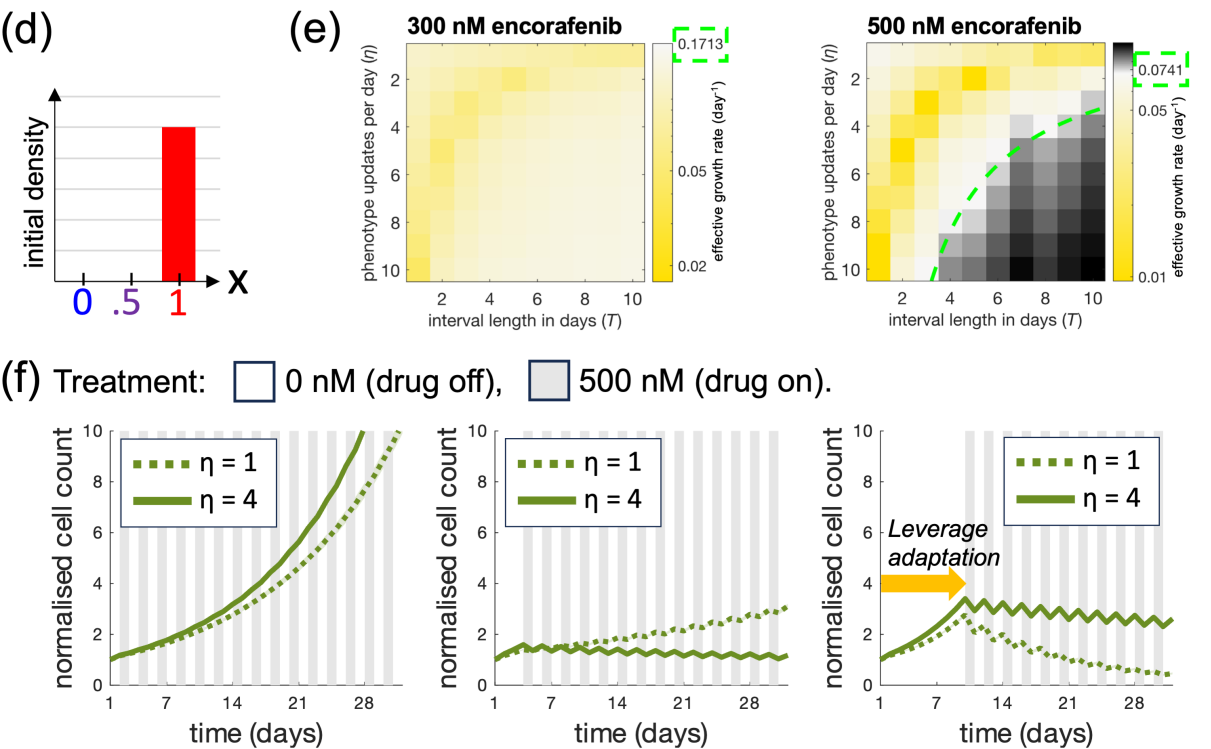 (d)
initial density
0 .5 1
X
(e)
300 nM encorafenib
phenotype updates per day (η)
2
4
6
8
10
2 4 6 8 10
interval length in days (T)
0.1713
0.05
0.02
effective growth rate (day⁻¹)
500 nM encorafenib
phenotype updates per day (η)
2
4
6
8
10
2 4 6 8 10
interval length in days (T)
0.0741
0.05
0.01
effective growth rate (day⁻¹)
(f) Treatment: 0 nM (drug off), 500 nM (drug on).
normalised cell count
10
8
6
4
2
0
η = 1
η = 4
1 7 14 21 28
time (days)
normalised cell count
10
8
6
4
2
0
η = 1
η = 4
1 7 14 21 28
time (days)
normalised cell count
10
8
6
4
2
0
η = 1
η = 4
Leverage
adaptation
1 7 14 21 28
time (days)